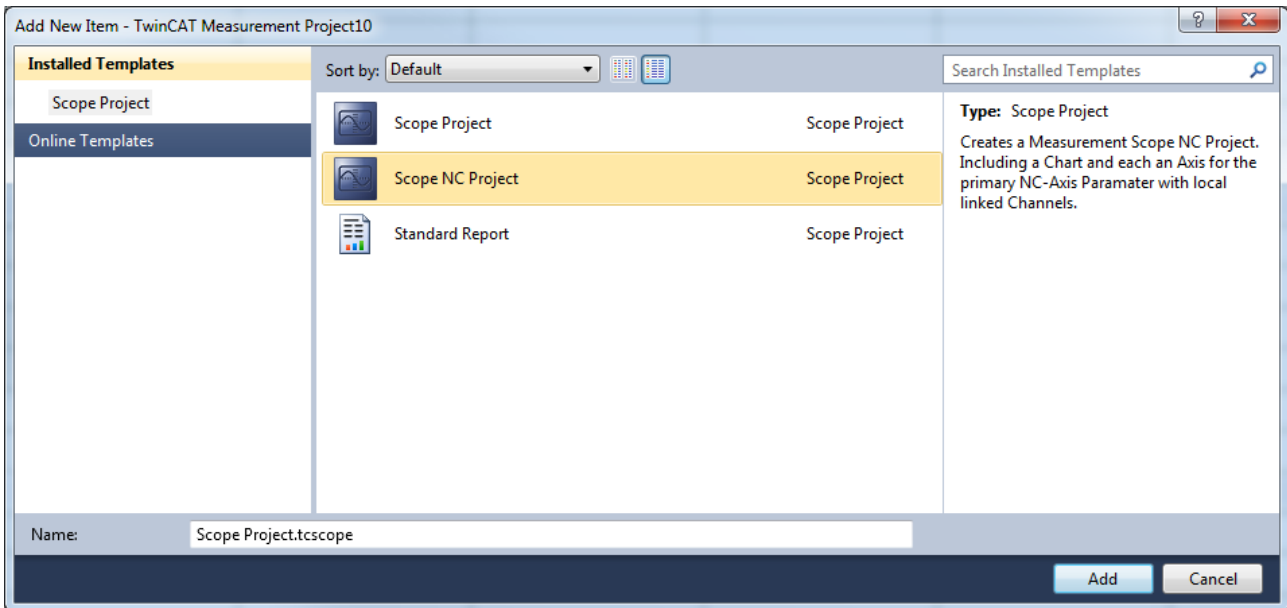 Add New Item - TwinCAT Measurement Project10
Installed Templates
Scope Project
Online Templates
Sort by: Default
Search Installed Templates
Scope Project Scope Project
Scope NC Project Scope Project
Standard Report Scope Project
Type: Scope Project
Creates a Measurement Scope NC Project.
Including a Chart and each an Axis for the
primary NC-Axis Paramater with local
linked Channels.
Name: Scope Project.tcscope
Add Cancel